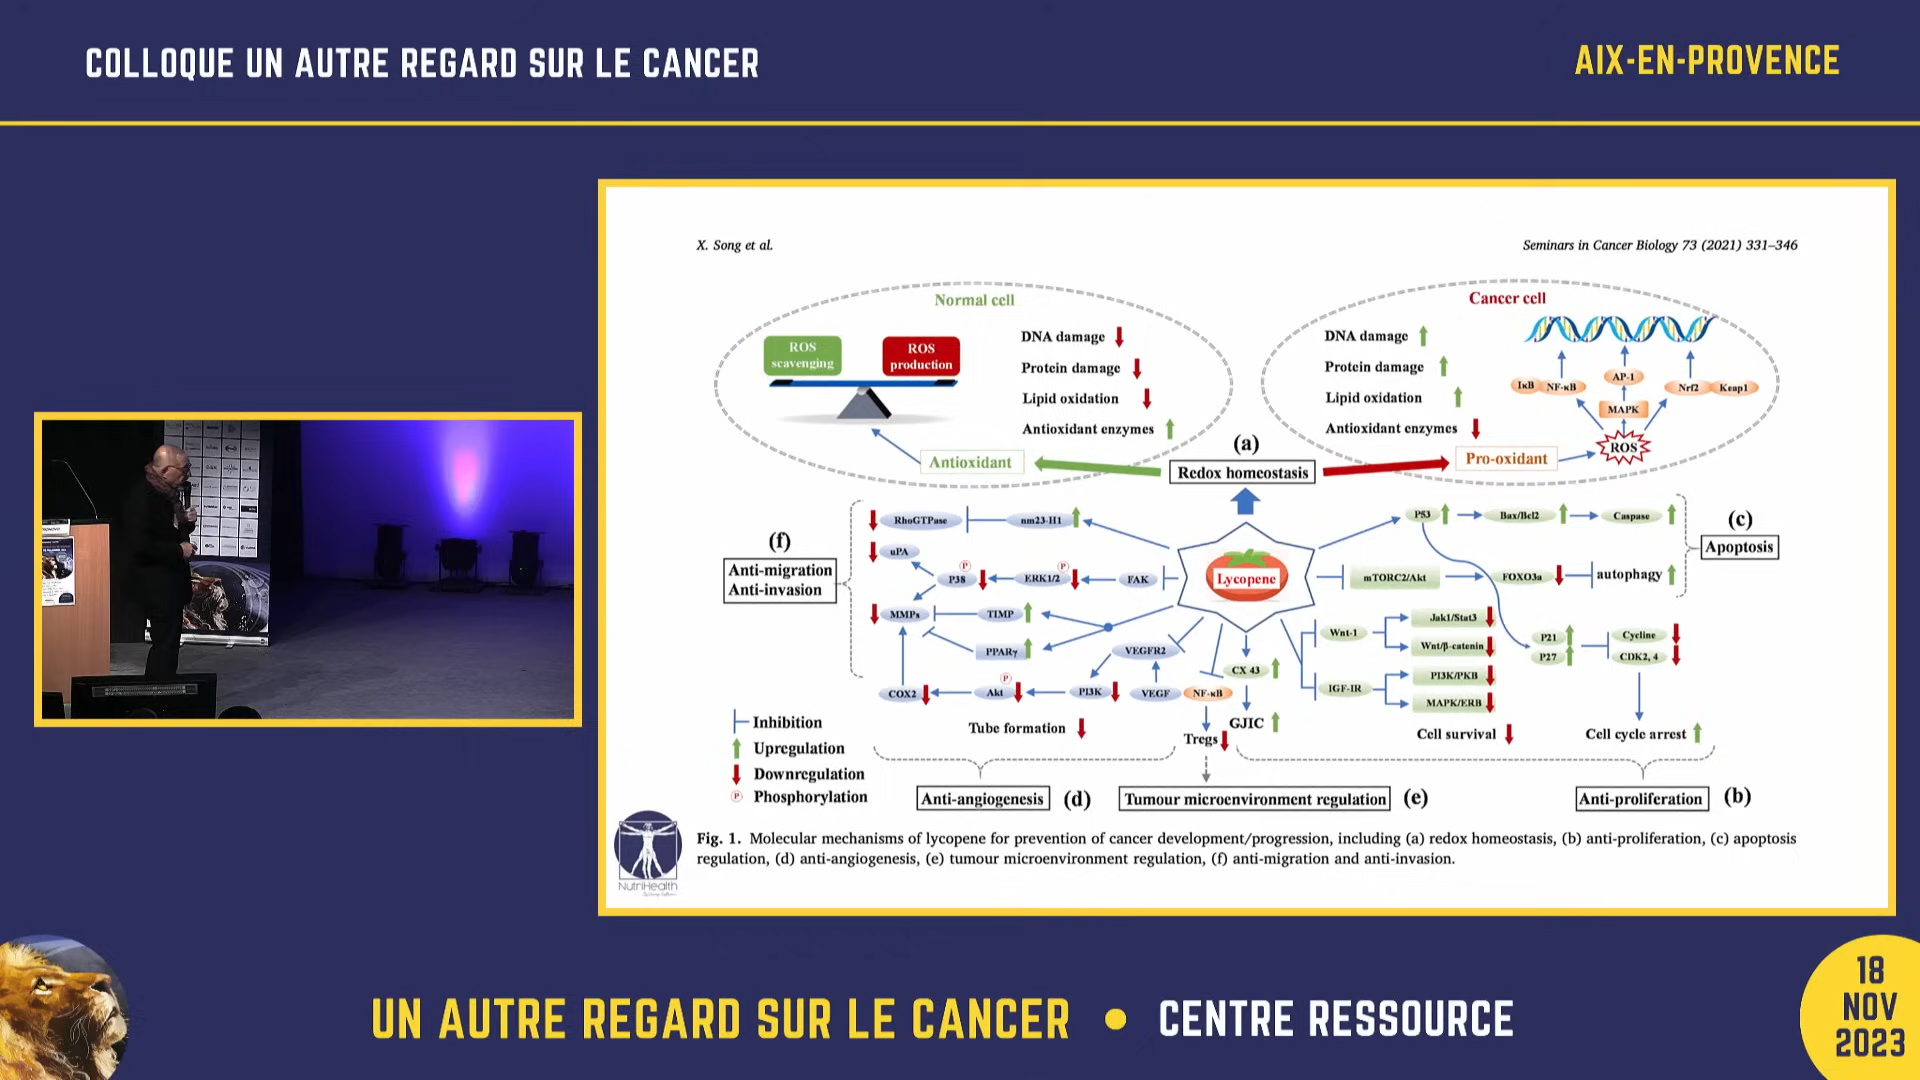 COLLOQUE UN AUTRE REGARD SUR LE CANCER
AIX-EN-PROVENCE
X. Song et al.
Seminars in Cancer Biology 73 (2021) 331–346
Normal cell
ROS scavenging
ROS production
DNA damage
Protein damage
Lipid oxidation
Antioxidant enzymes
Antioxidant
(a)
Redox homeostasis
Cancer cell
DNA damage
Protein damage
Lipid oxidation
Antioxidant enzymes
Pro-oxidant
IκB NF-κB
AP-1
Nrf2 Keap1
MAPK
ROS
(f)
Anti-migration
Anti-invasion
RhoGTPase
nm23-H1
uPA
P
P
P38
ERK1/2
FAK
MMPs
TIMP
PPARγ
VEGFR2
P
COX2
Akt
PI3K
VEGF
NF-κB
Tube formation
Lycopene
CX 43
GJIC
Tregs
P53
Bax/Bcl2
Caspase
(c)
Apoptosis
mTORC2/Akt
FOXO3a
autophagy
Wnt-1
Jak1/Stat3
Wnt/β-catenin
IGF-IR
PI3K/PKB
MAPK/ERB
P21
P27
Cycline
CDK2, 4
Cell survival
Cell cycle arrest
Inhibition
Upregulation
Downregulation
P Phosphorylation
Anti-angiogenesis
(d)
Tumour microenvironment regulation
(e)
Anti-proliferation
(b)
Fig. 1. Molecular mechanisms of lycopene for prevention of cancer development/progression, including (a) redox homeostasis, (b) anti-proliferation, (c) apoptosis
regulation, (d) anti-angiogenesis, (e) tumour microenvironment regulation, (f) anti-migration and anti-invasion.
NutriHealth
UN AUTRE REGARD SUR LE CANCER • CENTRE RESSOURCE
18
NOV
2023